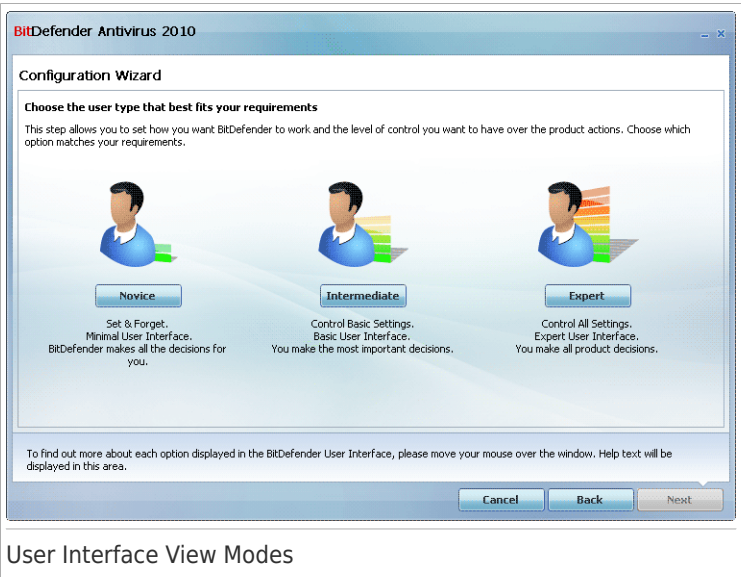 BitDefender Antivirus 2010
Configuration Wizard
Choose the user type that best fits your requirements
This step allows you to set how you want BitDefender to work and the level of control you want to have over the product actions. Choose which
option matches your requirements.
Novice
Set & Forget.
Minimal User Interface.
BitDefender makes all the decisions for
you.
Intermediate
Control Basic Settings.
Basic User Interface.
You make the most important decisions.
Expert
Control All Settings.
Expert User Interface.
You make all product decisions.
To find out more about each option displayed in the BitDefender User Interface, please move your mouse over the window. Help text will be
displayed in this area.
Cancel
Back
Next
User Interface View Modes